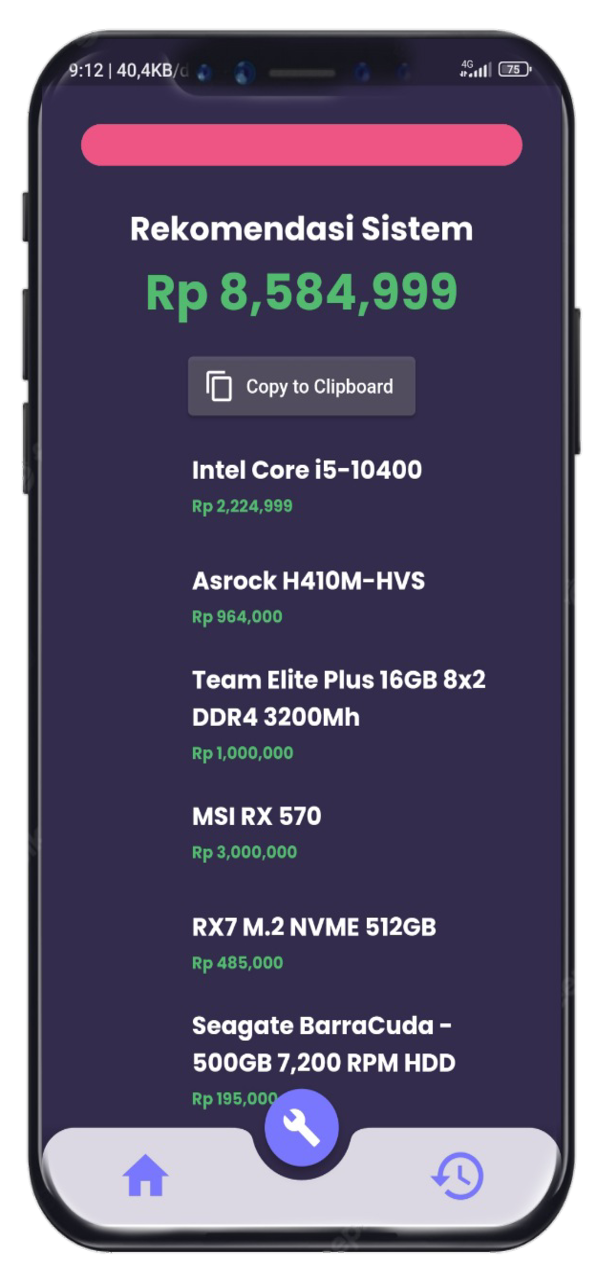 9:12 | 40,4KB/d
4G
75
Rekomendasi Sistem
Rp 8,584,999
Copy to Clipboard
Intel Core i5-10400
Rp 2,224,999
Asrock H410M-HVS
Rp 964,000
Team Elite Plus 16GB 8x2
DDR4 3200Mh
Rp 1,000,000
MSI RX 570
Rp 3,000,000
RX7 M.2 NVME 512GB
Rp 485,000
Seagate BarraCuda -
500GB 7,200 RPM HDD
Rp 195,000